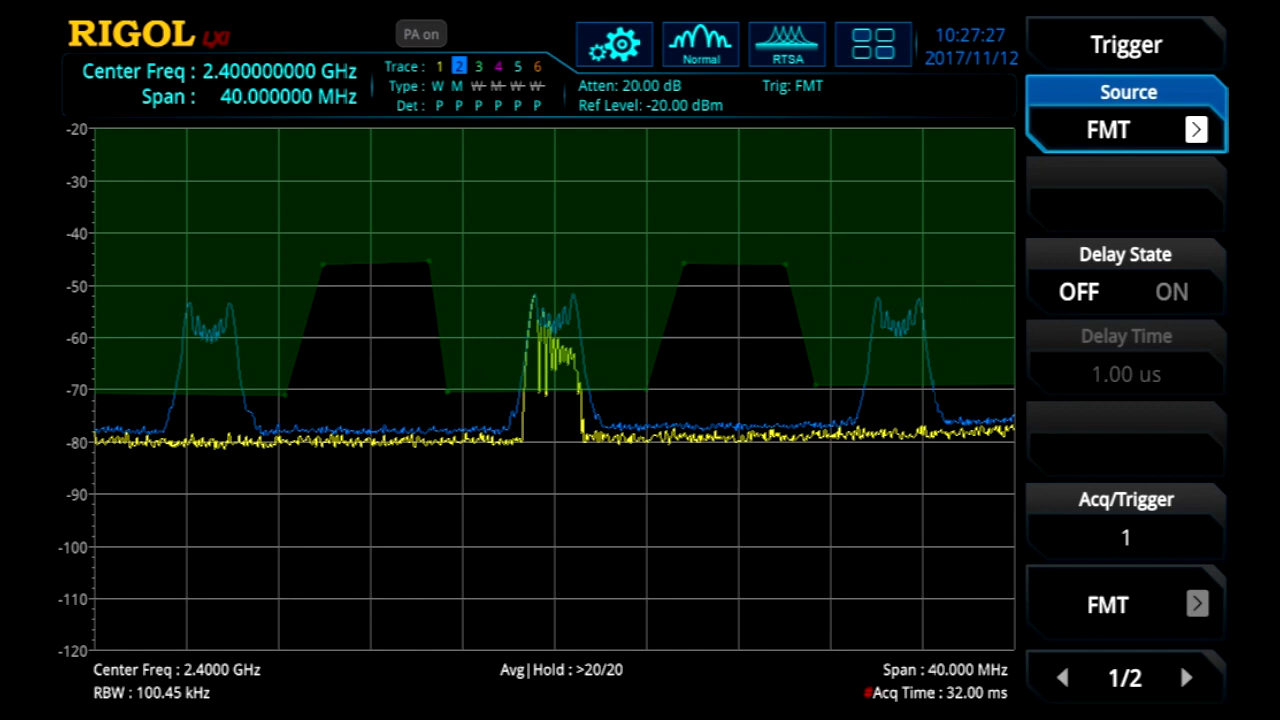 RIGOL LXI
PA on
Normal
RTSA
10:27:27
2017/11/12
Center Freq : 2.400000000 GHz
Span : 40.000000 MHz
Trace : 1 2 3 4 5 6
Type : W M W M W W
Det : P P P P P P
Atten: 20.00 dB
Ref Level: -20.00 dBm
Trig: FMT
Trigger
Source
FMT
Delay State
OFF ON
Delay Time
1.00 us
Acq/Trigger
1
FMT
1/2
-20
-30
-40
-50
-60
-70
-80
-90
-100
-110
-120
Center Freq : 2.4000 GHz
RBW : 100.45 kHz
Avg|Hold : >20/20
Span : 40.000 MHz
#Acq Time : 32.00 ms